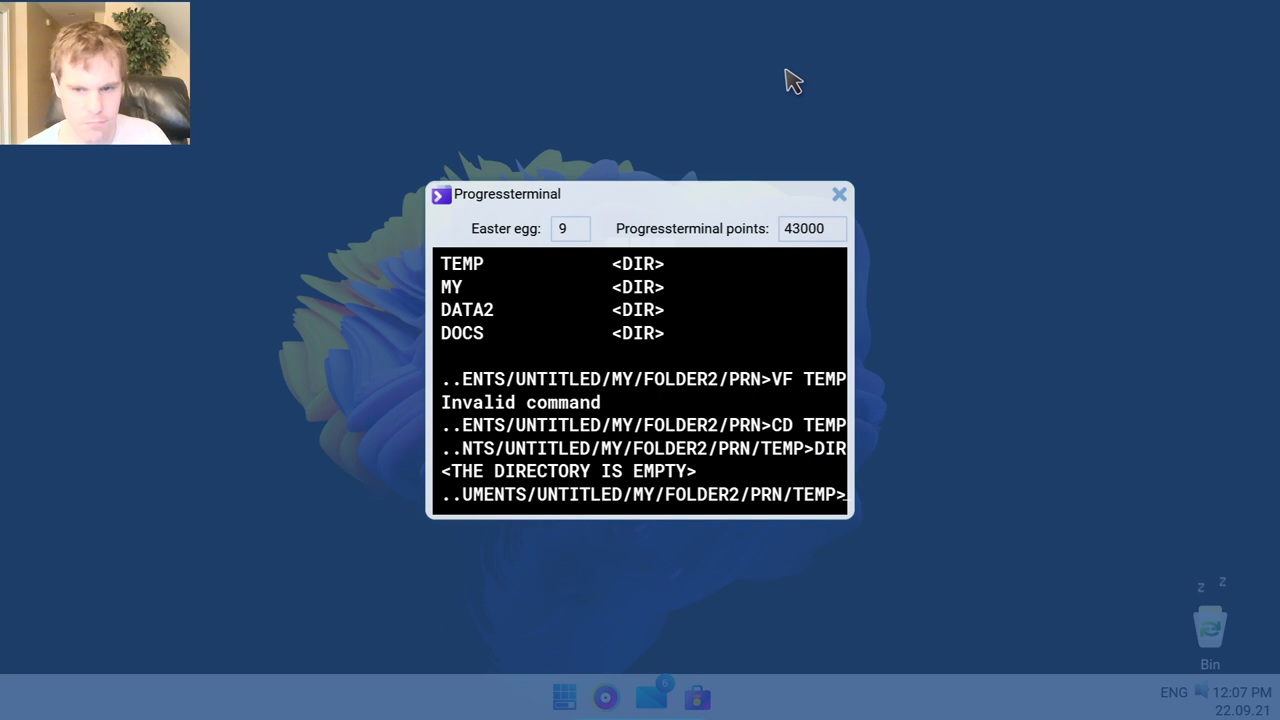 Progressterminal
Easter egg: 9 Progressterminal points: 43000
TEMP <DIR>
MY <DIR>
DATA2 <DIR>
DOCS <DIR>
..ENTS/UNTITLED/MY/FOLDER2/PRN>VF TEMP
Invalid command
..ENTS/UNTITLED/MY/FOLDER2/PRN>CD TEMP
..NTS/UNTITLED/MY/FOLDER2/PRN/TEMP>DIR
<THE DIRECTORY IS EMPTY>
..UMENTS/UNTITLED/MY/FOLDER2/PRN/TEMP>_
z z
Bin
6
ENG 12:07 PM
22.09.21